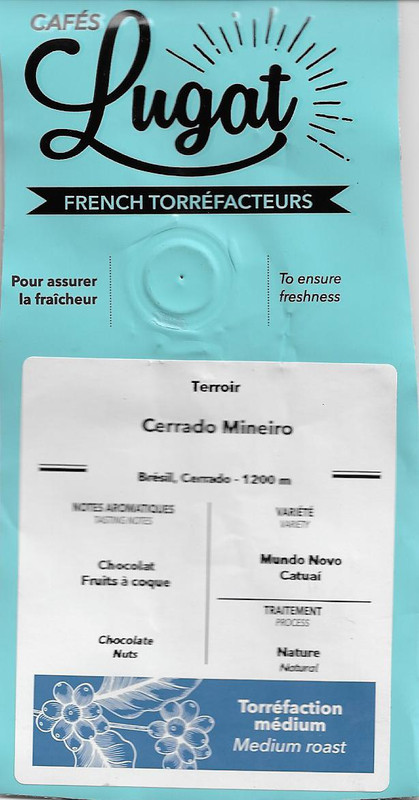 CAFÉS
Lugat
FRENCH TORRÉFACTEURS
Pour assurer
la fraîcheur
To ensure
freshness
Terroir
Cerrado Mineiro
Brésil, Cerrado - 1200 m
NOTES AROMATIQUES
TASTING NOTES
Chocolat
Fruits à coque
Chocolate
Nuts
VARIÉTÉ
VARIETY
Mundo Novo
Catuaí
TRAITEMENT
PROCESS
Nature
Natural
Torréfaction
médium
Medium roast